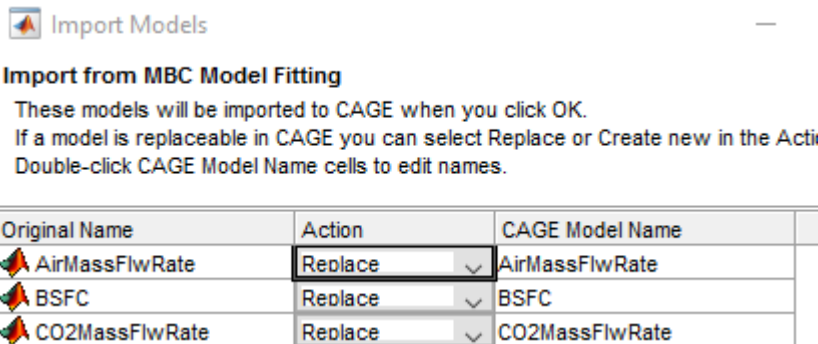 Import Models
Import from MBC Model Fitting
These models will be imported to CAGE when you click OK.
If a model is replaceable in CAGE you can select Replace or Create new in the
Double-click CAGE Model Name cells to edit names.
Original Name Action CAGE Model Name
AirMassFlwRate Replace AirMassFlwRate
BSFC Replace BSFC
CO2MassFlwRate Replace CO2MassFlwRate